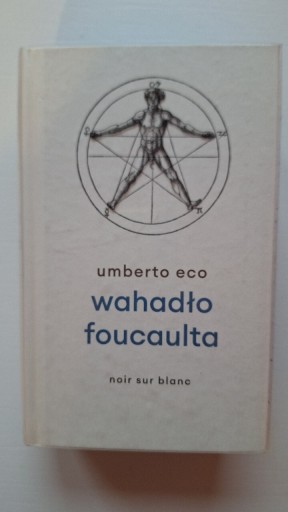 umberto eco
wahadło
foucaulta
noir sur blanc